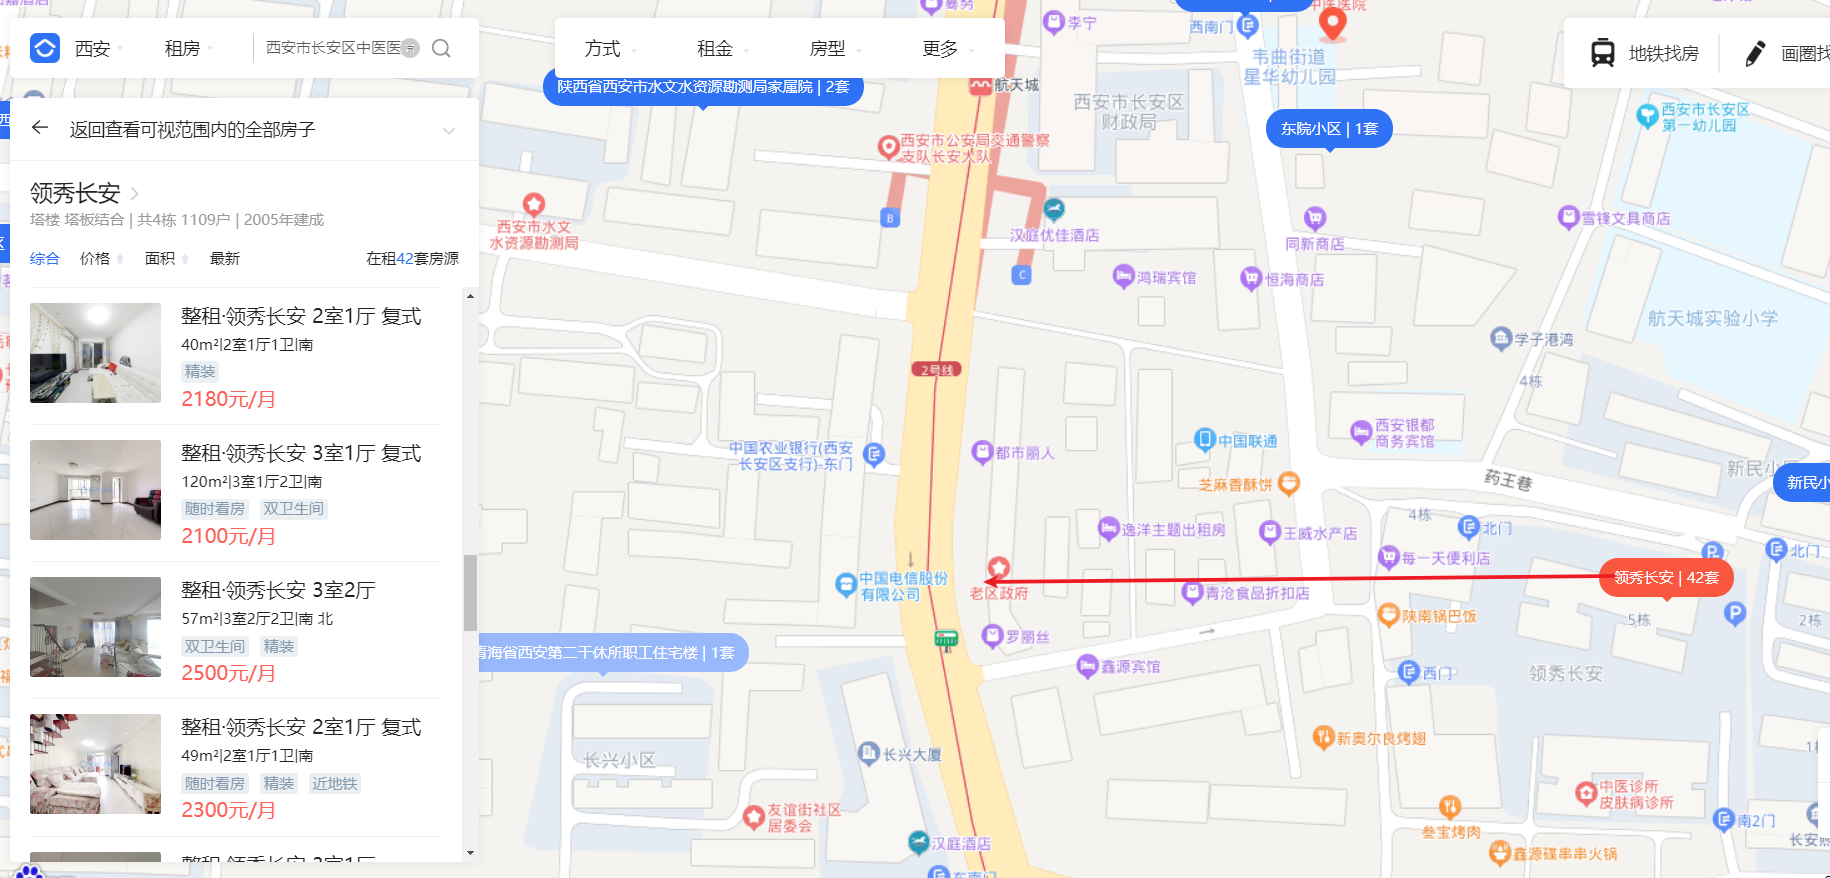 西安
租房
西安市长安区中医医
方式
租金
房型
更多
地铁找房
画圈找
返回查看可视范围内的全部房子
领秀长安
塔楼 塔板结合 | 共4栋 1109户 | 2005年建成
综合
价格
面积
最新
在租42套房源
整租·领秀长安 2室1厅 复式
40m²|2室1厅1卫|南
精装
2180元/月
整租·领秀长安 3室1厅 复式
120m²|3室1厅2卫|南
随时看房 双卫生间
2100元/月
整租·领秀长安 3室2厅
57m²|3室2厅2卫|南 北
双卫生间 精装
2500元/月
整租·领秀长安 2室1厅 复式
49m²|2室1厅1卫|南
随时看房 精装 近地铁
2300元/月
陕西省西安市水文水资源勘测局家属院 | 2套
李宁
西南门
中医医院
韦曲街道
星华幼儿园
航天城
西安市长安区
财政局
东院小区 | 1套
西安市长安区
第一幼儿园
西安市公安局交通警察
支队长安大队
西安市水文
水资源勘测局
B
汉庭优佳酒店
同新商店
雪锋文具商店
C
鸿瑞宾馆
恒海商店
航天城实验小学
学子港湾
2号线
4栋
中国农业银行(西安
长安区支行)-东门
都市丽人
中国联通
西安银都
商务宾馆
芝麻香酥饼
药王巷
新民小区
新民小
4栋
北门
逸洋主题出租房
王威水产店
每一天便利店
P
北门
中国电信股份
有限公司
老区政府
青沧食品折扣店
领秀长安 | 42套
陕南锅巴饭
5栋
P
2栋
罗丽丝
青海省西安第二干休所职工住宅楼 | 1套
鑫源宾馆
西门
领秀长安
新奥尔良烤翅
长兴小区
长兴大厦
中医诊所
皮肤病诊所
友谊街社区
居委会
叁宝烤肉
南2门
汉庭酒店
鑫源碟串串火锅
东南门